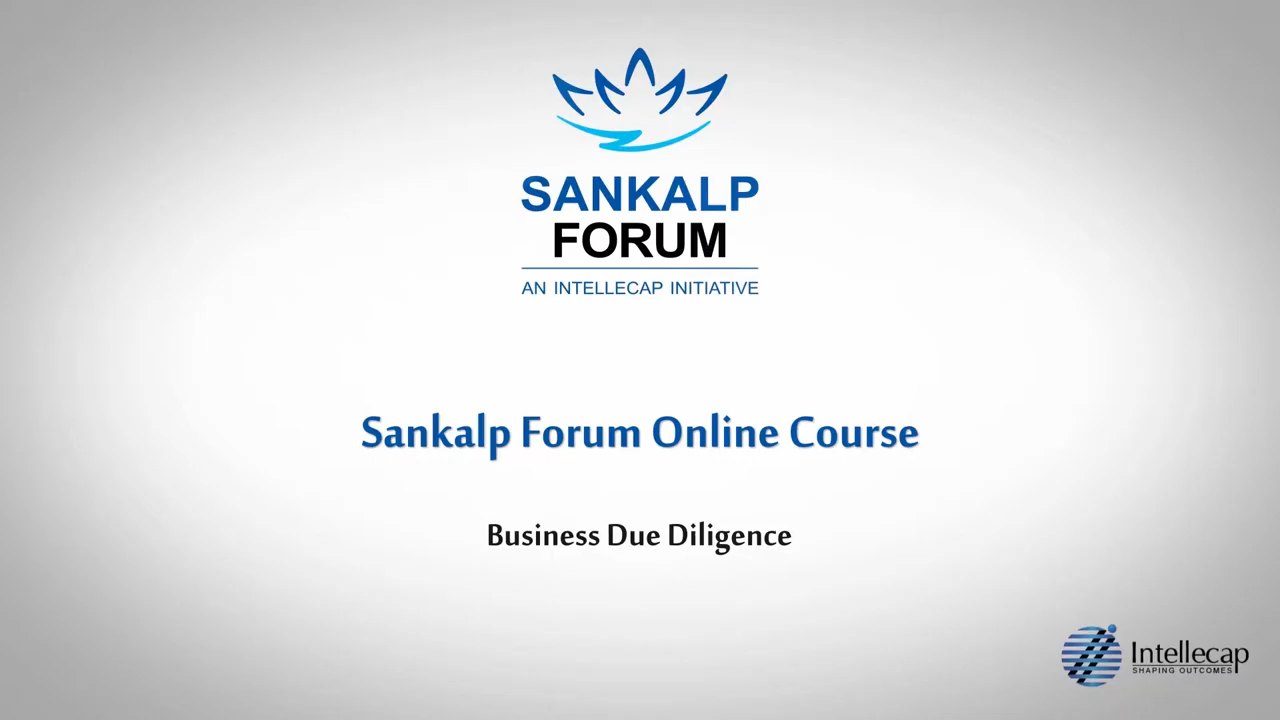 SANKALP
FORUM
AN INTELLECAP INITIATIVE
Sankalp Forum Online Course
Business Due Diligence
Intellecap
SHAPING OUTCOMES